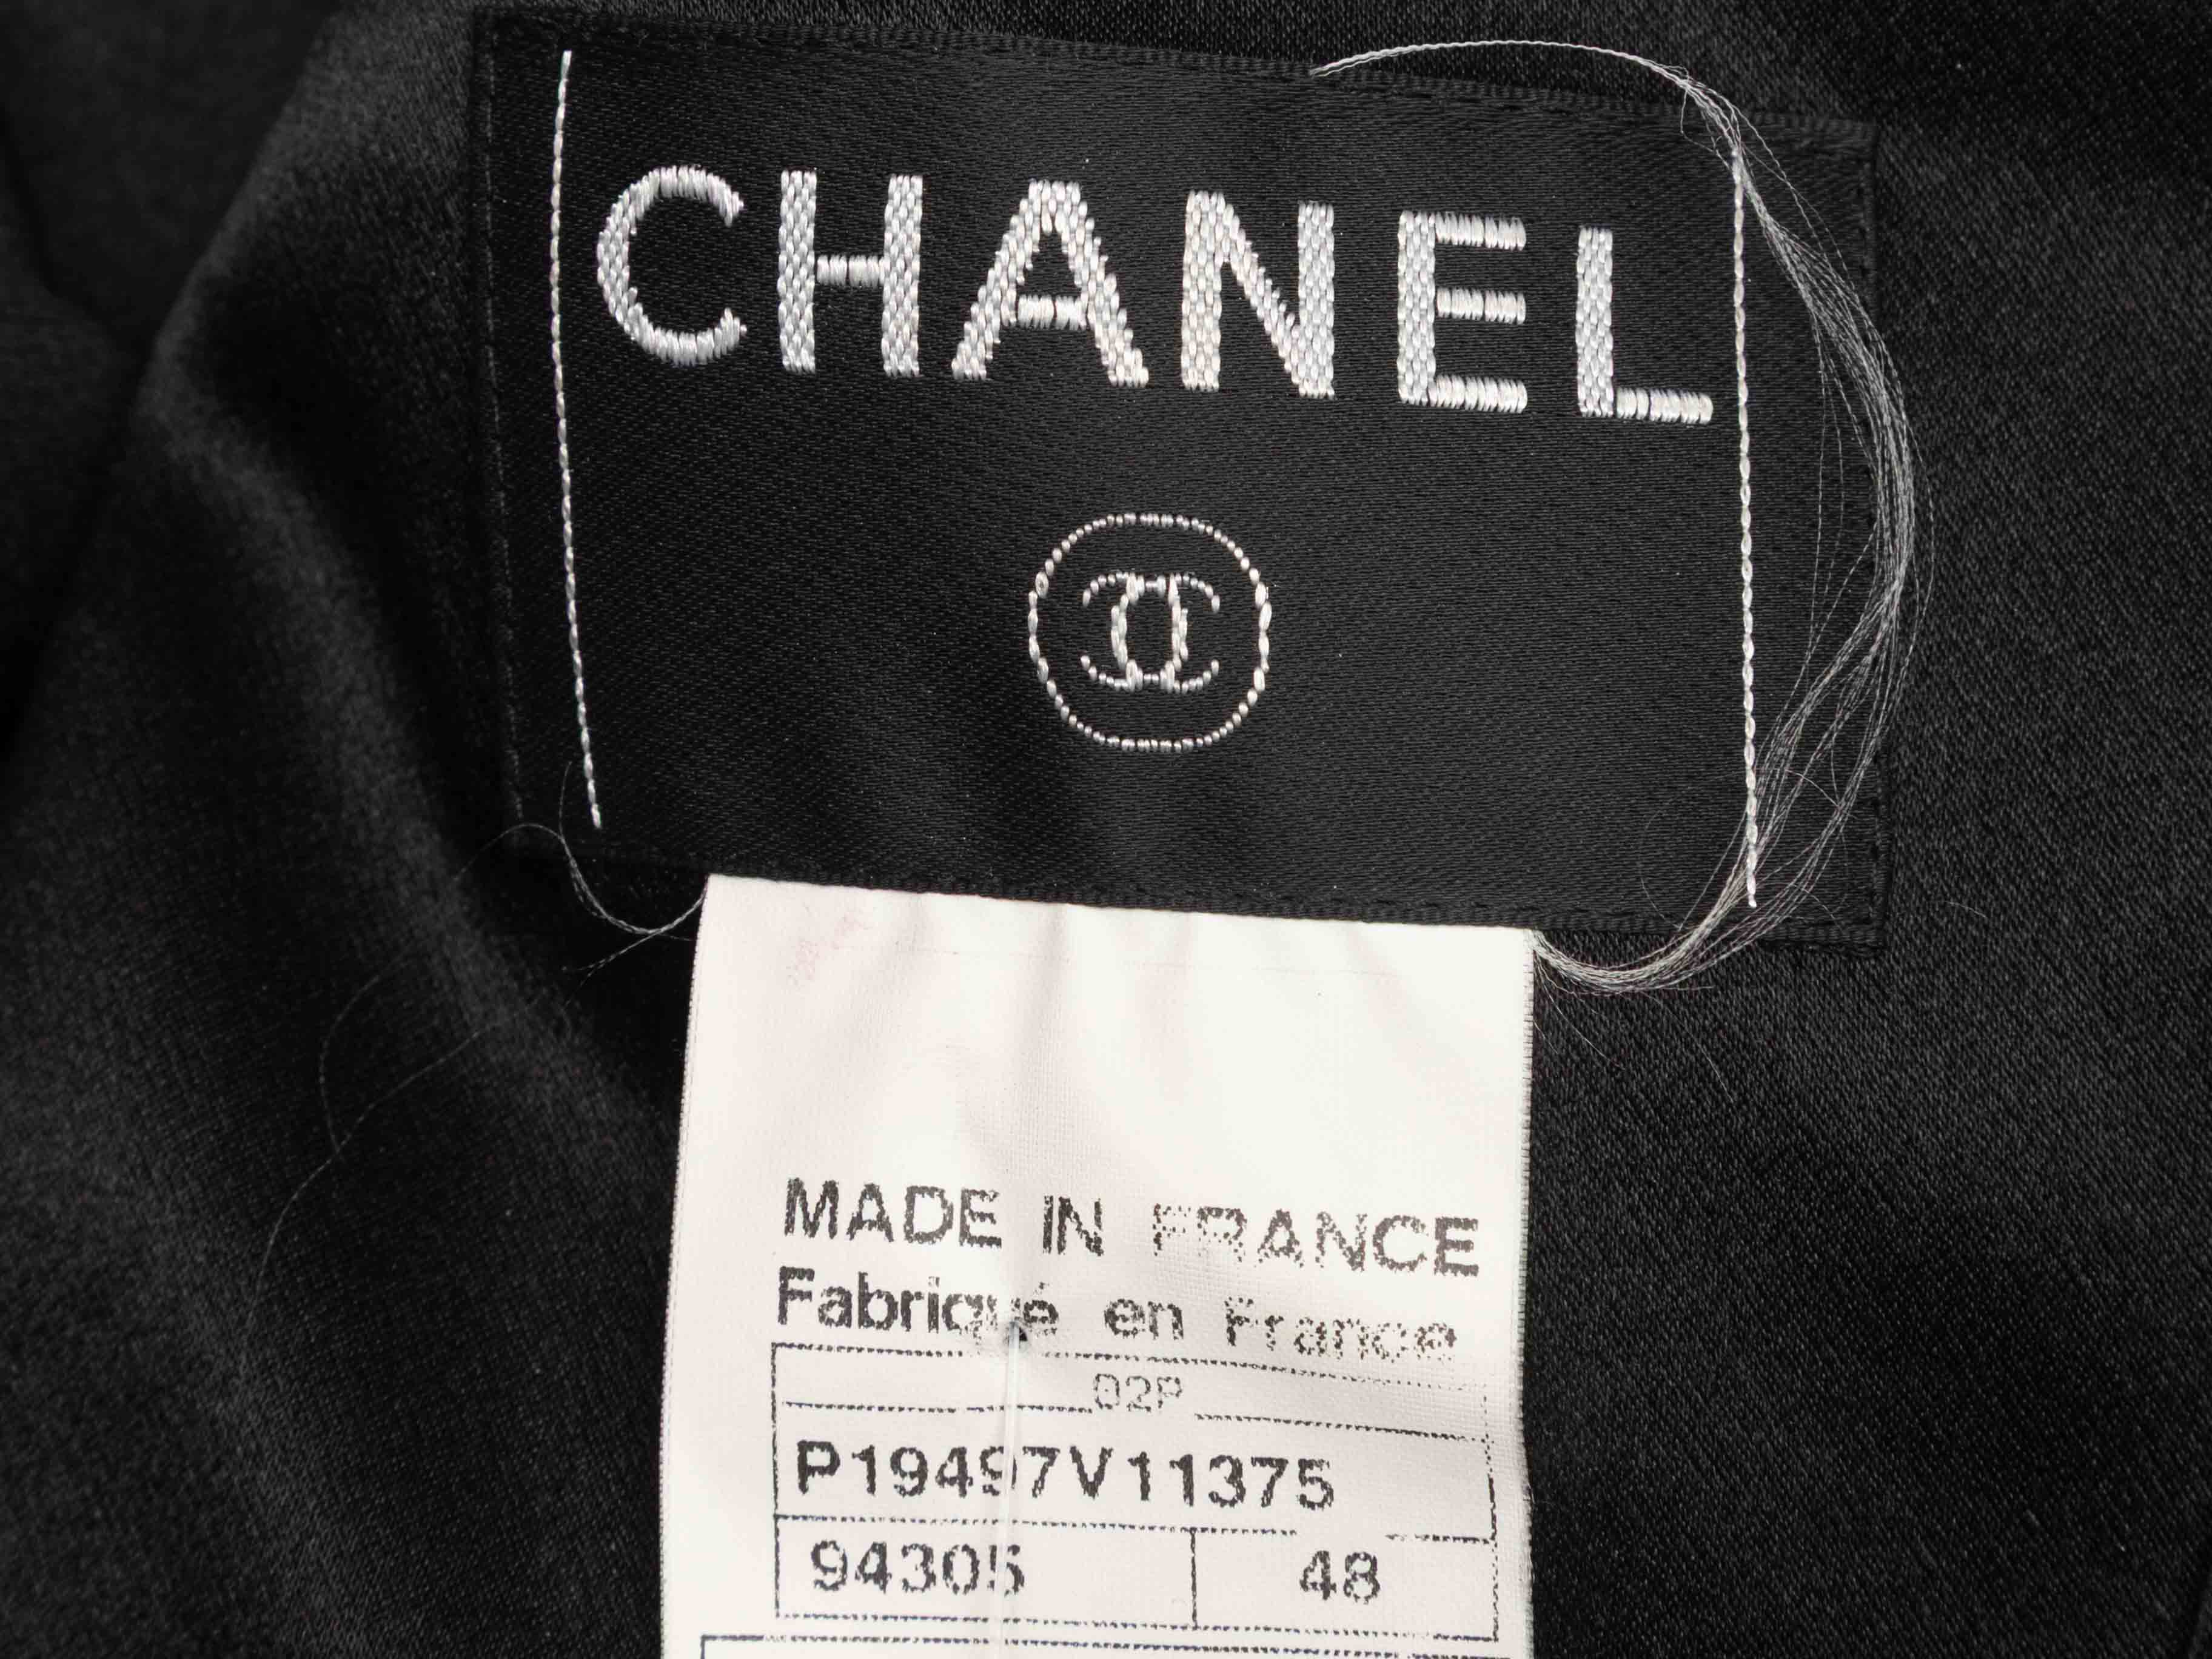 CHANEL
MADE IN FRANCE
Fabriqué en France
02P
P19497V11375
94305 48